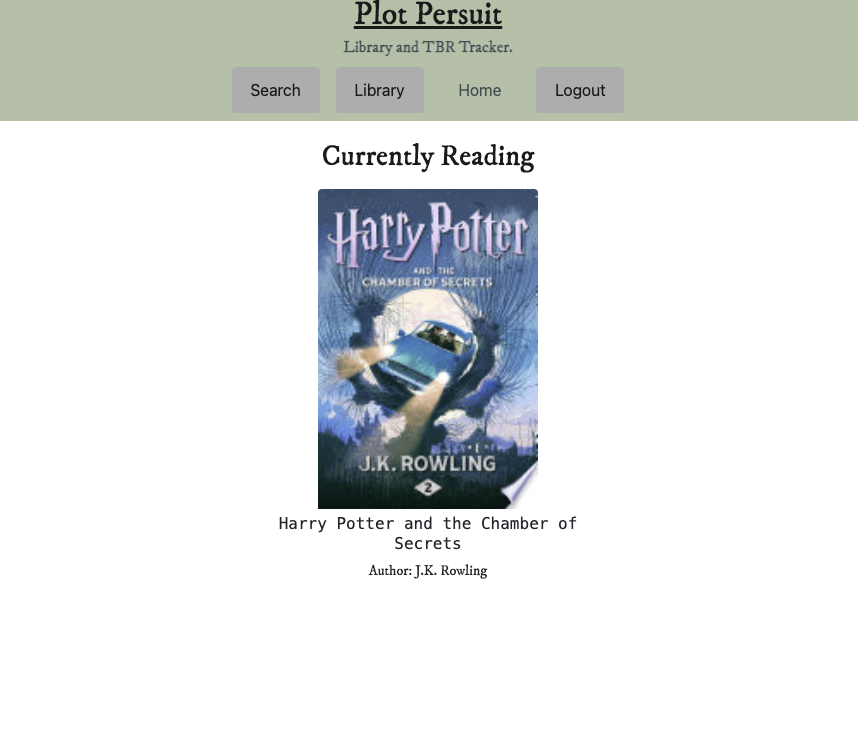 Plot Persuit
Library and TBR Tracker.
Search Library Home Logout
Currently Reading
Harry Potter
AND THE
CHAMBER OF SECRETS
J.K. ROWLING
2
Harry Potter and the Chamber of
Secrets
Author: J.K. Rowling